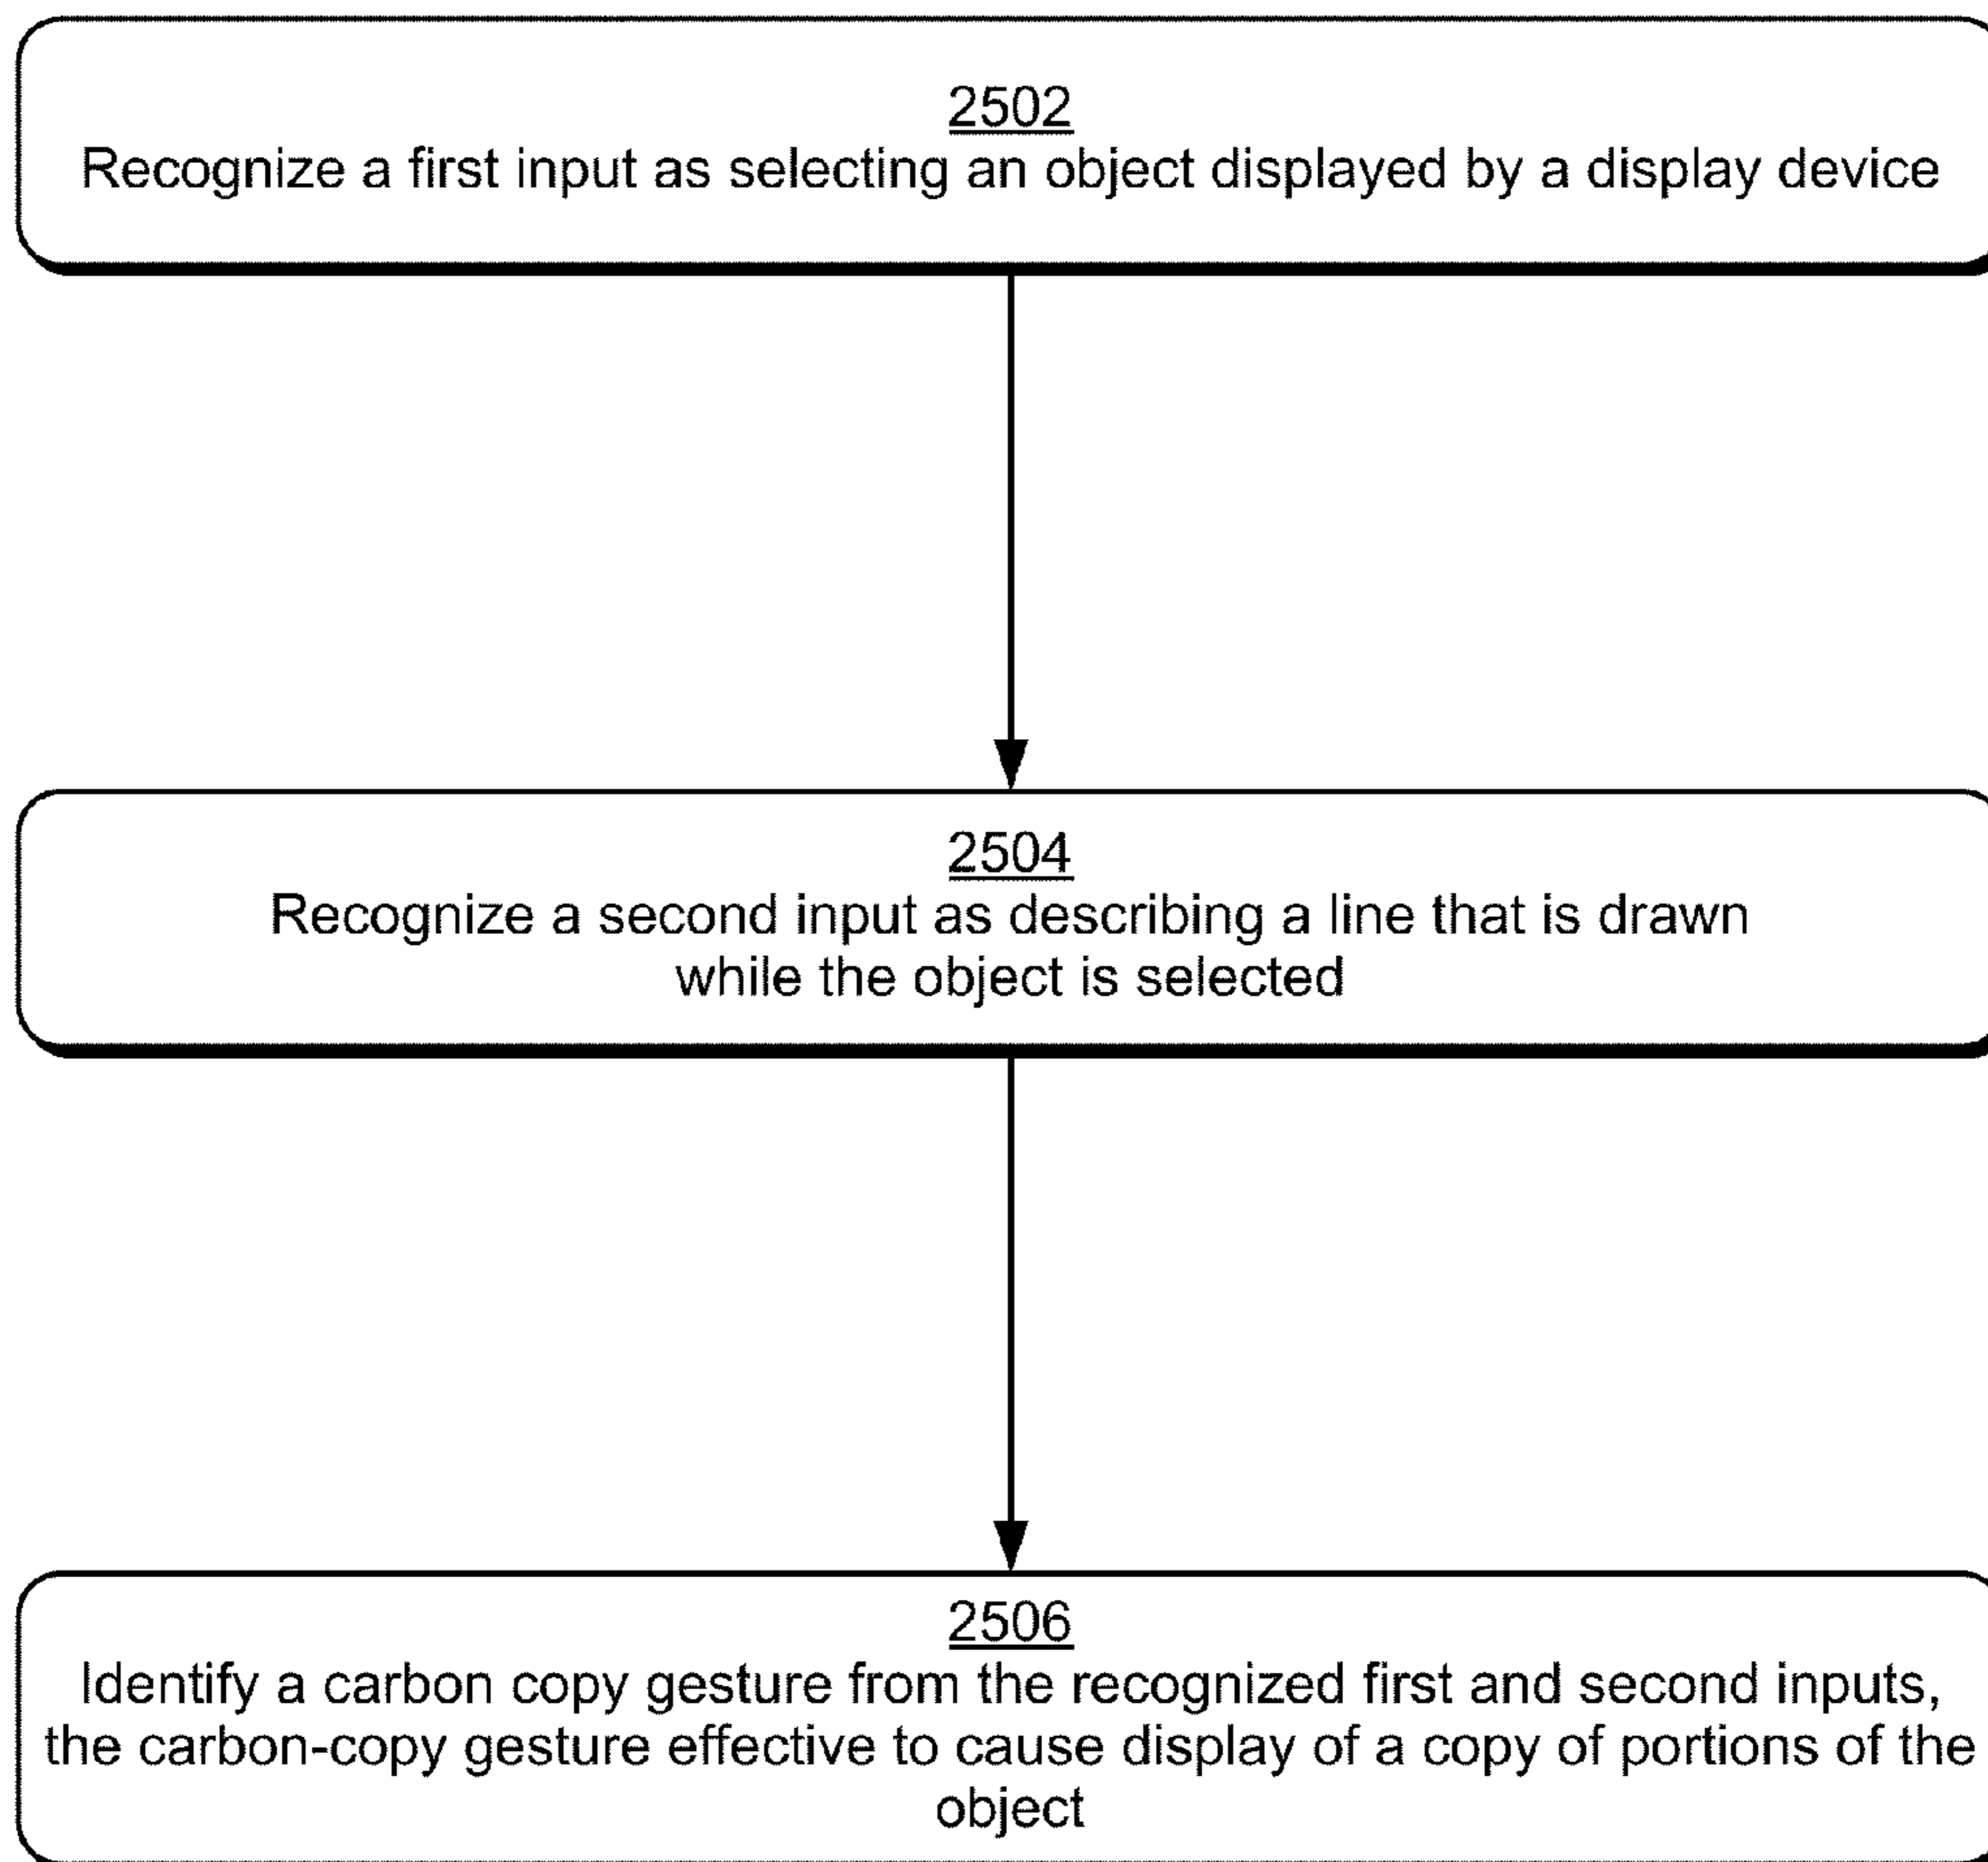 2502
Recognize a first input as selecting an object displayed by a display device
2504
Recognize a second input as describing a line that is drawn
while the object is selected
2506
Identify a carbon copy gesture from the recognized first and second inputs,
the carbon-copy gesture effective to cause display of a copy of portions of the
object